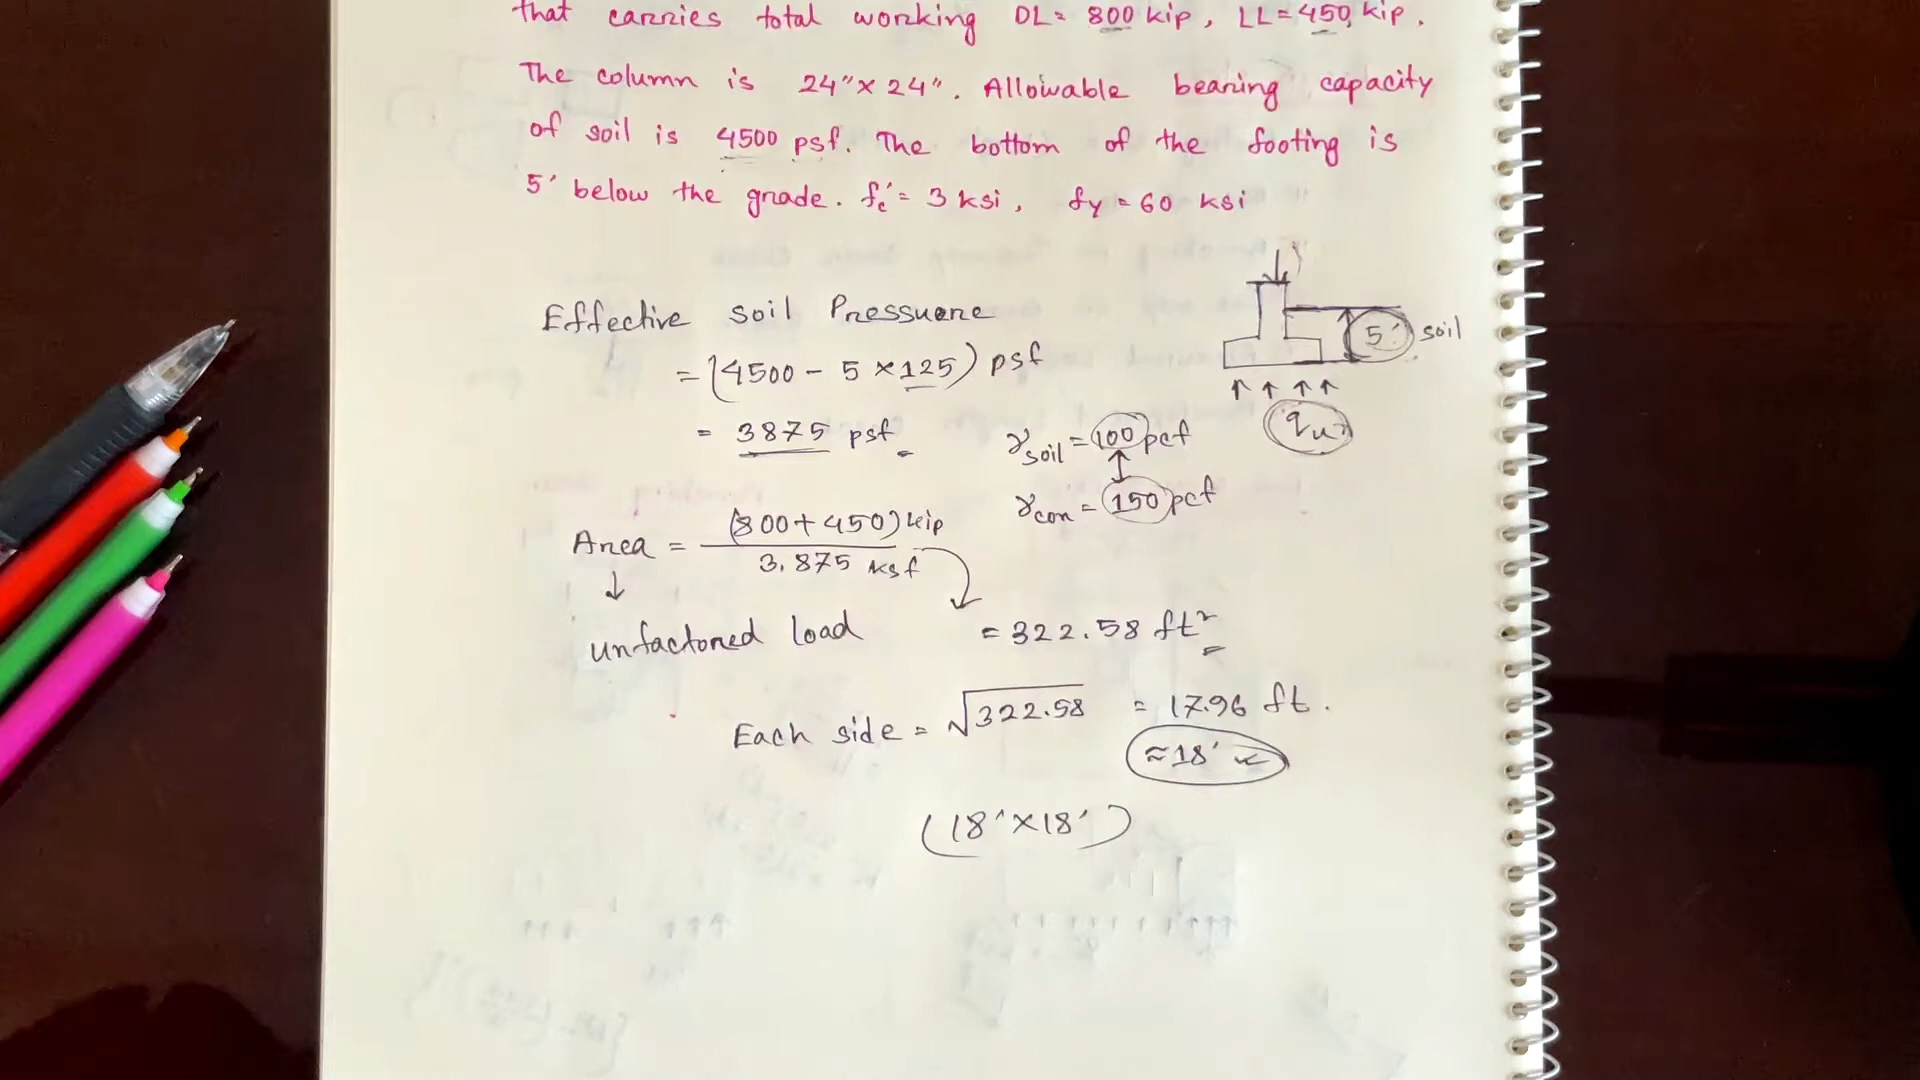 that carries total working DL = 800 kip, LL = 450 kip.
The column is 24"x 24". Allowable bearing capacity
of soil is 4500 psf. The bottom of the footing is
5' below the grade. fc' = 3 ksi, fy = 60 ksi
Effective soil Pressure
= (4500 - 5 × 125) psf
5' soil
= 3875 psf
γsoil = 100 pcf
qu
γcon = 150 pcf
Area = (800 + 450) kip
3.875 ksf
unfactored load
= 322.58 ft²
Each side = √322.58 = 17.96 ft.
≈ 18'
(18' × 18')